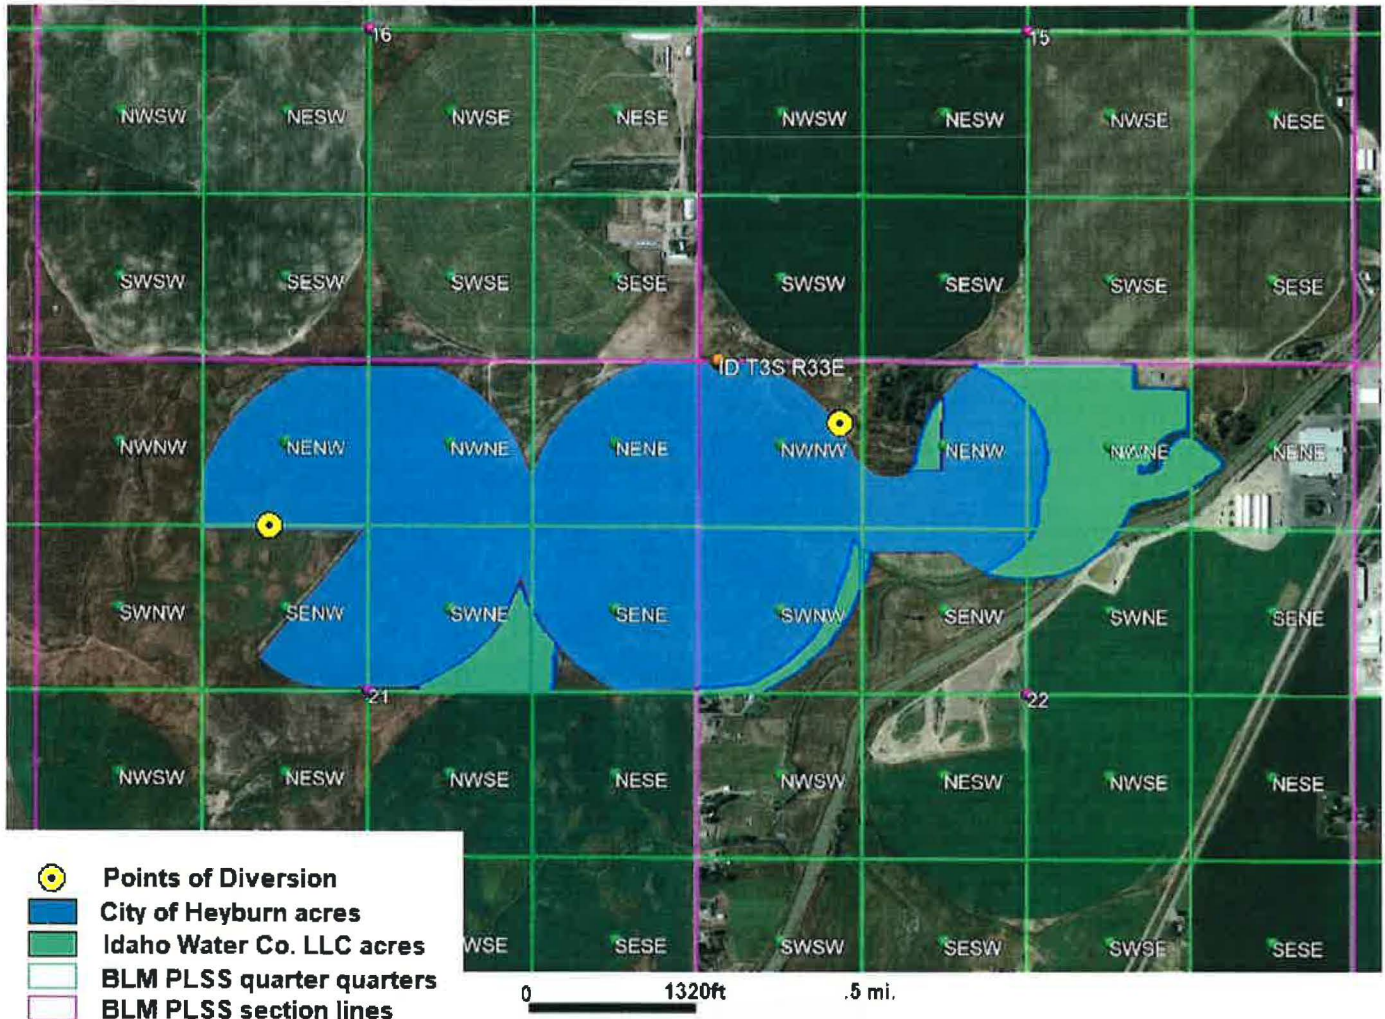 16 15
NWSW NESW NWSE NESE NWSW NESW NWSE NESE
SWSW SESW SWSE SESE SWSW SESW SWSE SESE
ID T3S R33E
NWNW NENW NWNE NENE NWNW NENW NWNE NENE
SWNW SENW SWNE SENE SWNW SENW SWNE SENE
21 22
NWSW NESW NWSE NESE NWSW NESW NWSE NESE
WSE SESE SWSW SESW SWSE SESE
Points of Diversion
City of Heyburn acres
Idaho Water Co. LLC acres
BLM PLSS quarter quarters
BLM PLSS section lines
0 1320ft .5 mi.